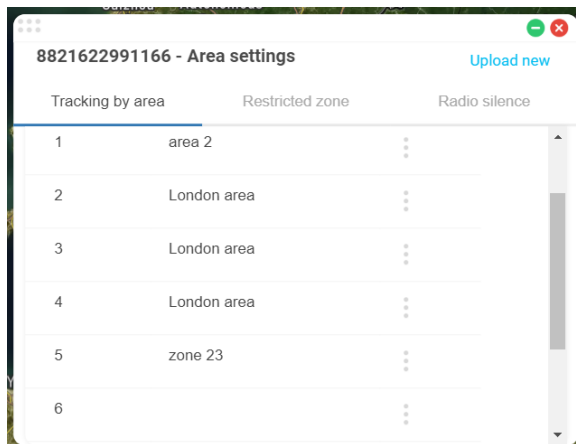 8821622991166 - Area settings
Upload new
Tracking by area Restricted zone Radio silence
1 area 2
2 London area
3 London area
4 London area
5 zone 23
6